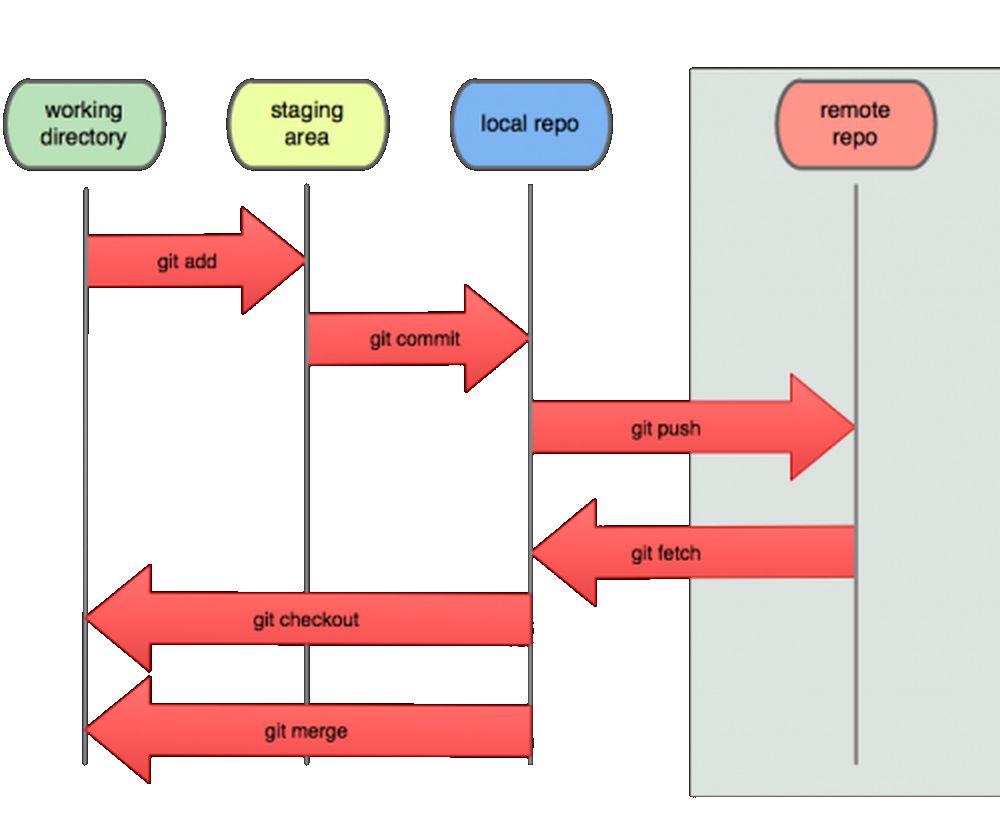 working
directory
staging
area
local repo
remote
repo
git add
git commit
git push
git fetch
git checkout
git merge